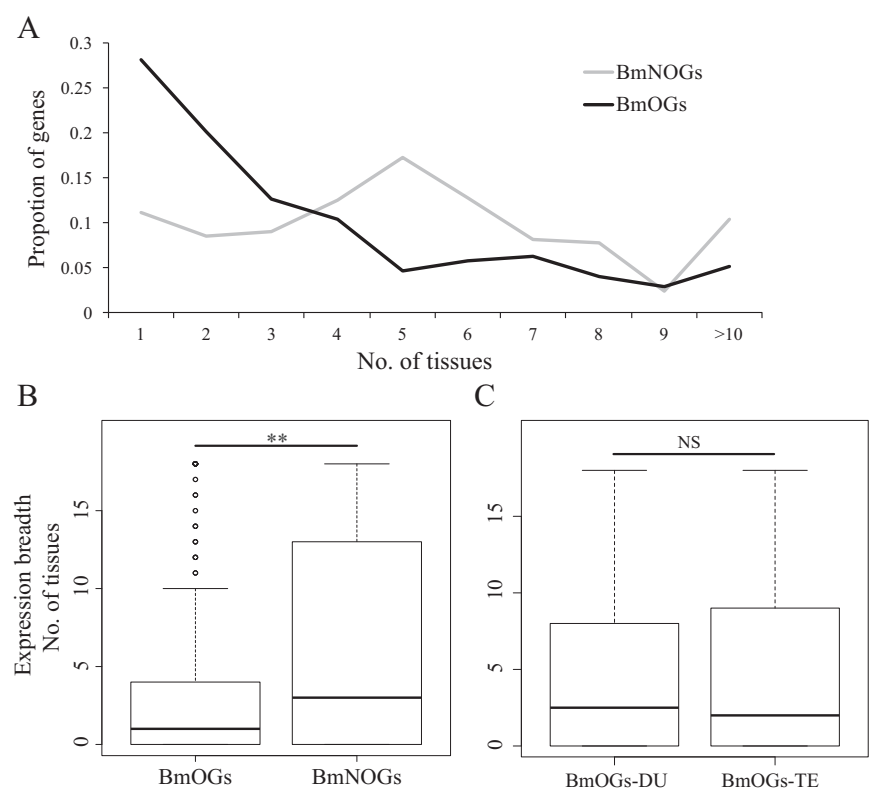 A
0.3
0.25
0.2
0.15
0.1
0.05
0
Propotion of genes
BmNOGs
BmOGs
1 2 3 4 5 6 7 8 9 >10
No. of tissues
B
Expression breadth
No. of tissues
15
10
5
0
**
BmOGs BmNOGs
C
15
10
5
0
NS
BmOGs-DU BmOGs-TE